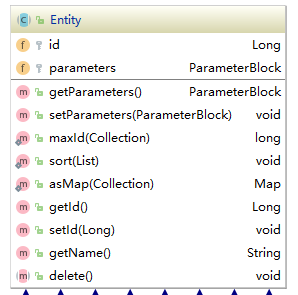 C Entity
f id Long
f parameters ParameterBlock
m getParameters() ParameterBlock
m setParameters(ParameterBlock) void
m maxId(Collection) long
m sort(List) void
m asMap(Collection) Map
m getId() Long
m setId(Long) void
m getName() String
m delete() void